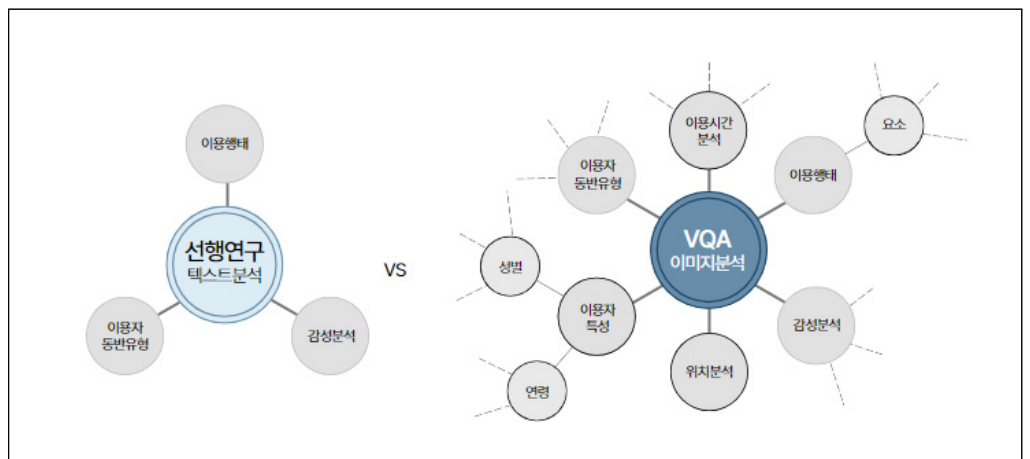 이용행태
선행연구
텍스트분석
이용자
동반유형
감성분석
VS
이용시간
분석
요소
이용자
동반유형
이용행태
VQA
이미지분석
성별
이용자
특성
감성분석
위치분석
연령